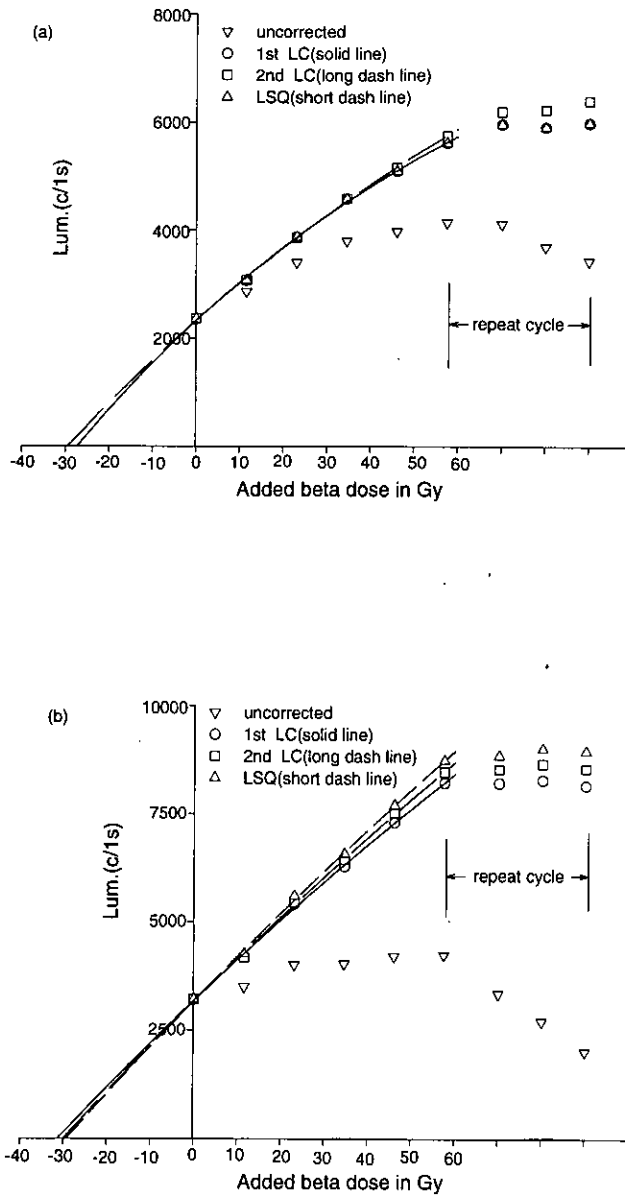 (a)
8000
▽ uncorrected
○ 1st LC(solid line)
□ 2nd LC(long dash line)
△ LSQ(short dash line)
6000
Lum.(c/1s)
4000
repeat cycle
2000
-40 -30 -20 -10 0 10 20 30 40 50 60
Added beta dose in Gy
(b)
10000
▽ uncorrected
○ 1st LC(solid line)
□ 2nd LC(long dash line)
△ LSQ(short dash line)
7500
Lum.(c/1s)
repeat cycle
5000
2500
-40 -30 -20 -10 0 10 20 30 40 50 60
Added beta dose in Gy